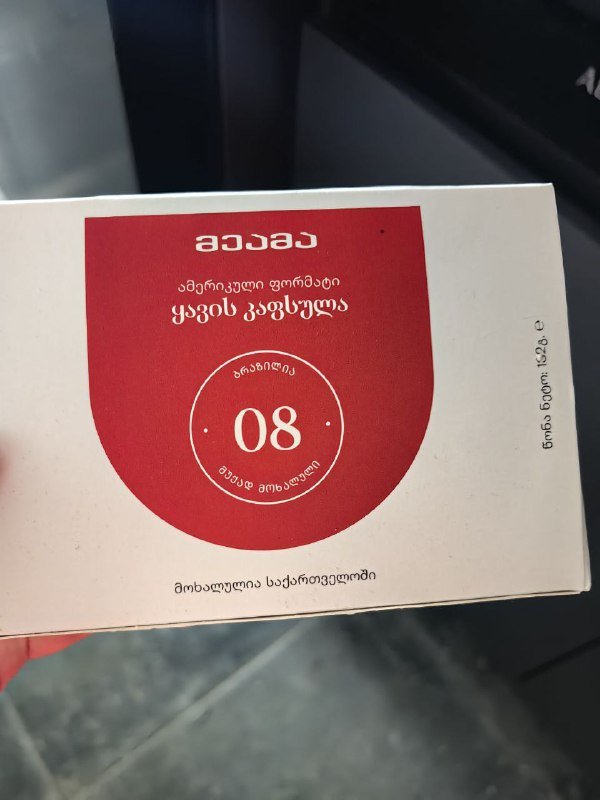 მეამა
ამერიკული ფორმატი
ყავის კაფსულა
ბრაზილია
08
მუქად მოხალული
მოხალულია საქართველოში
წონა ნეტო: 162გ. ℮